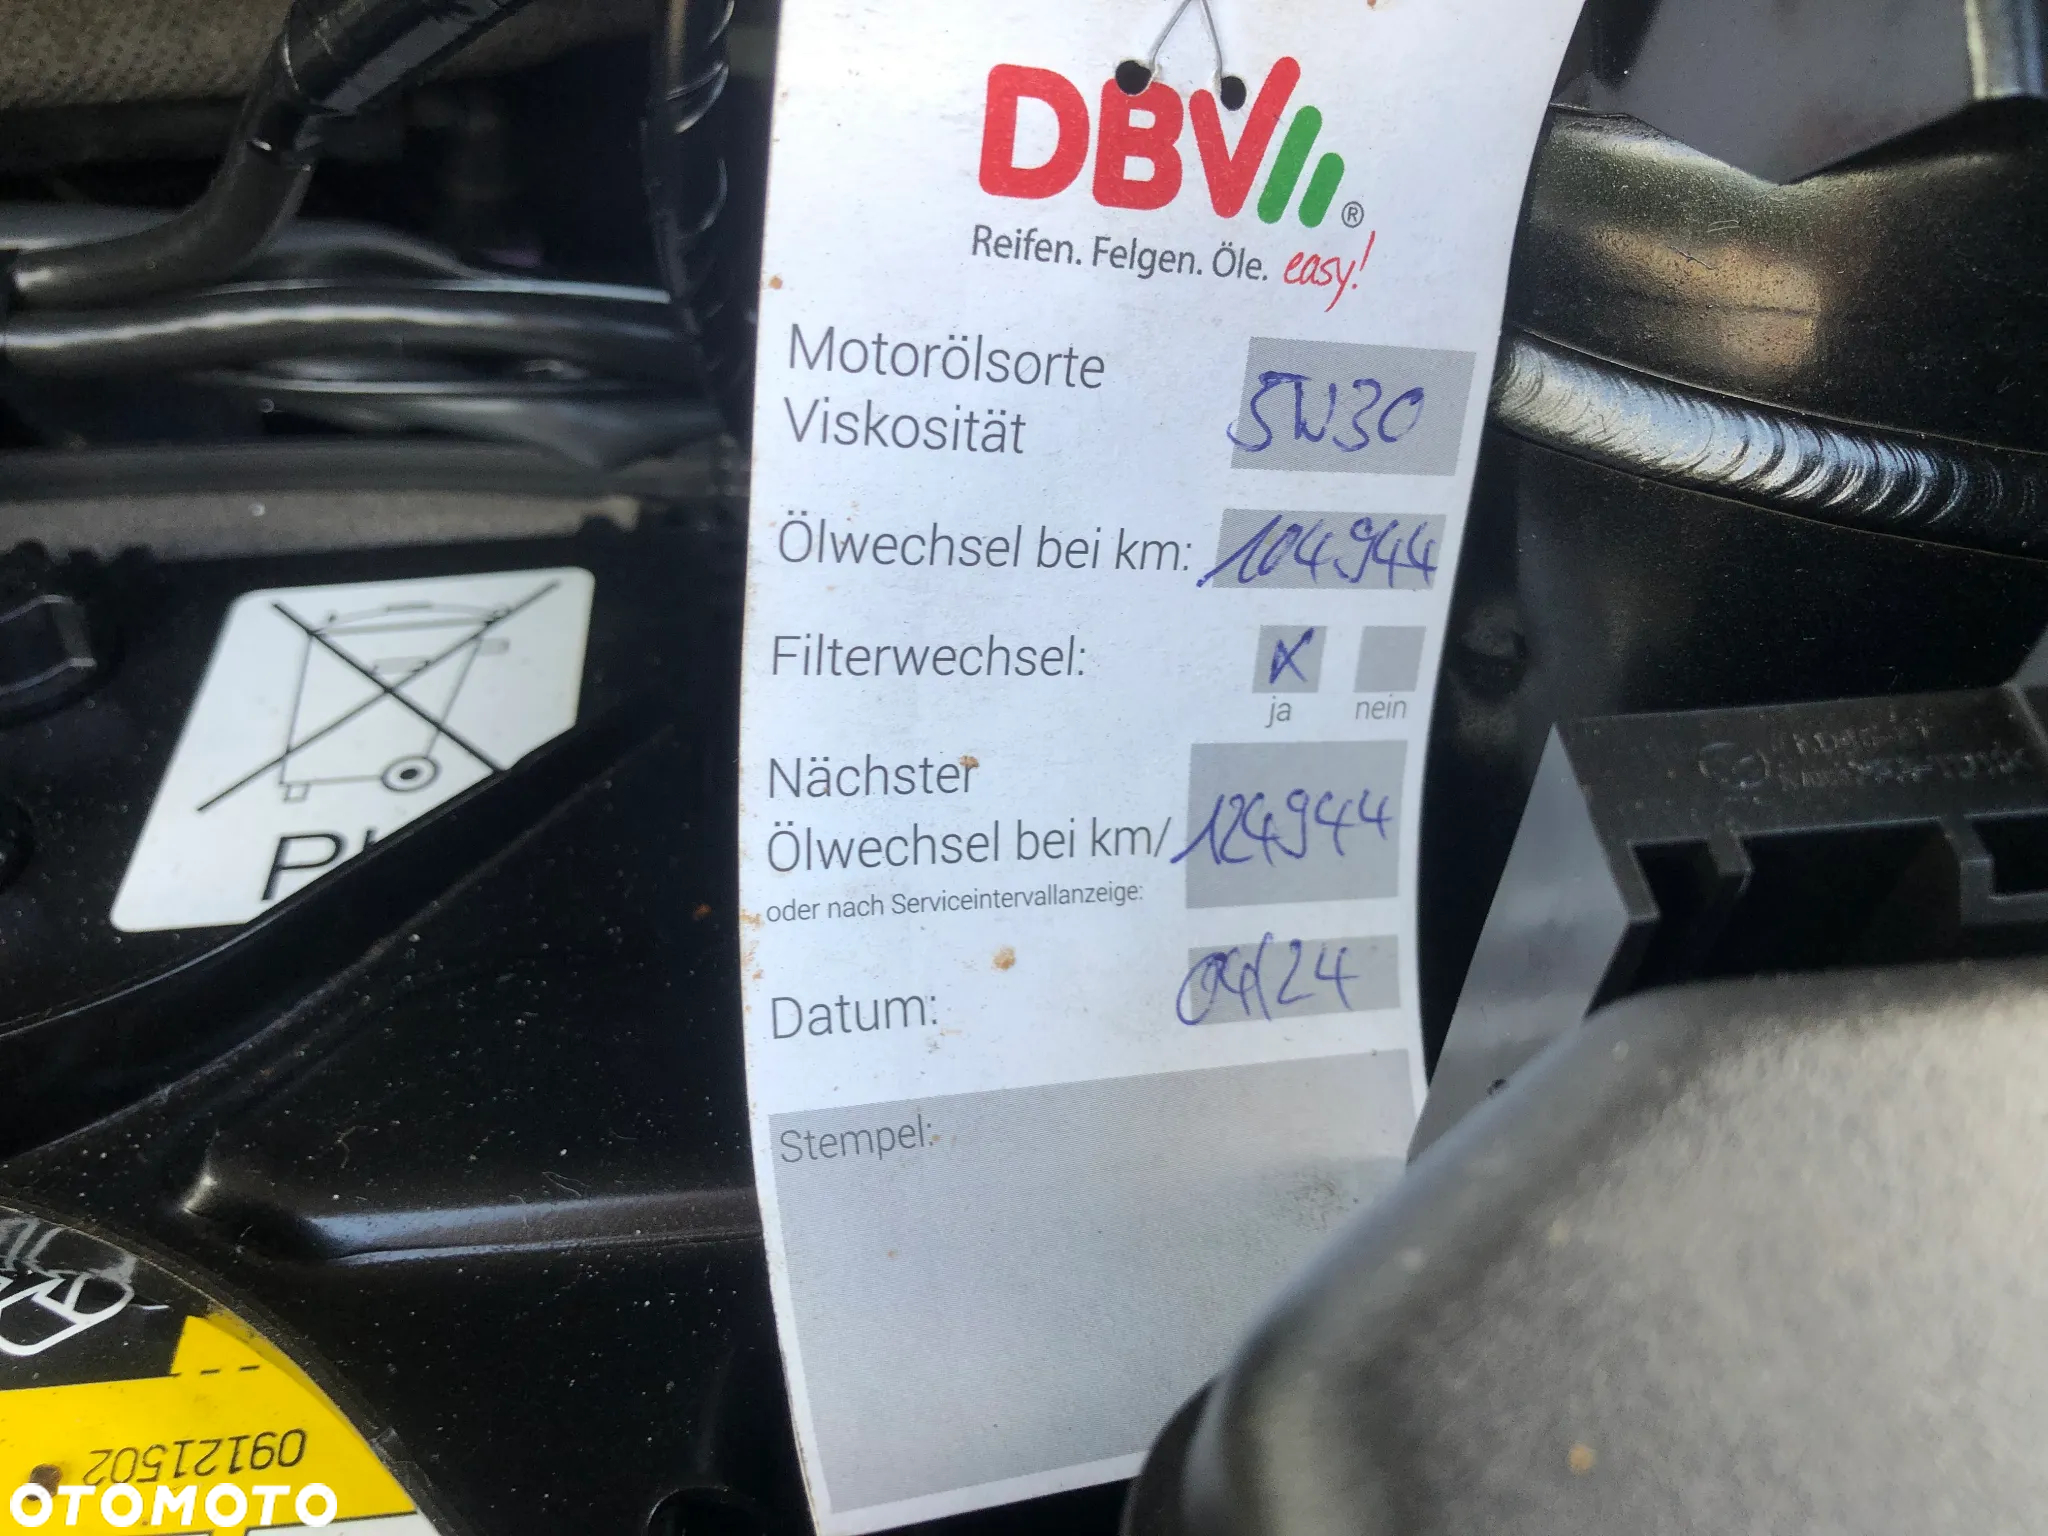 DBV®
Reifen. Felgen. Öle. easy!
Motorölsorte
Viskosität
5W30
Ölwechsel bei km: 104944
Filterwechsel: x
ja nein
Nächster
Ölwechsel bei km/ 124944
oder nach Serviceintervallanzeige:
Datum: 04/24
Stempel:
09121502
OTOMOTO